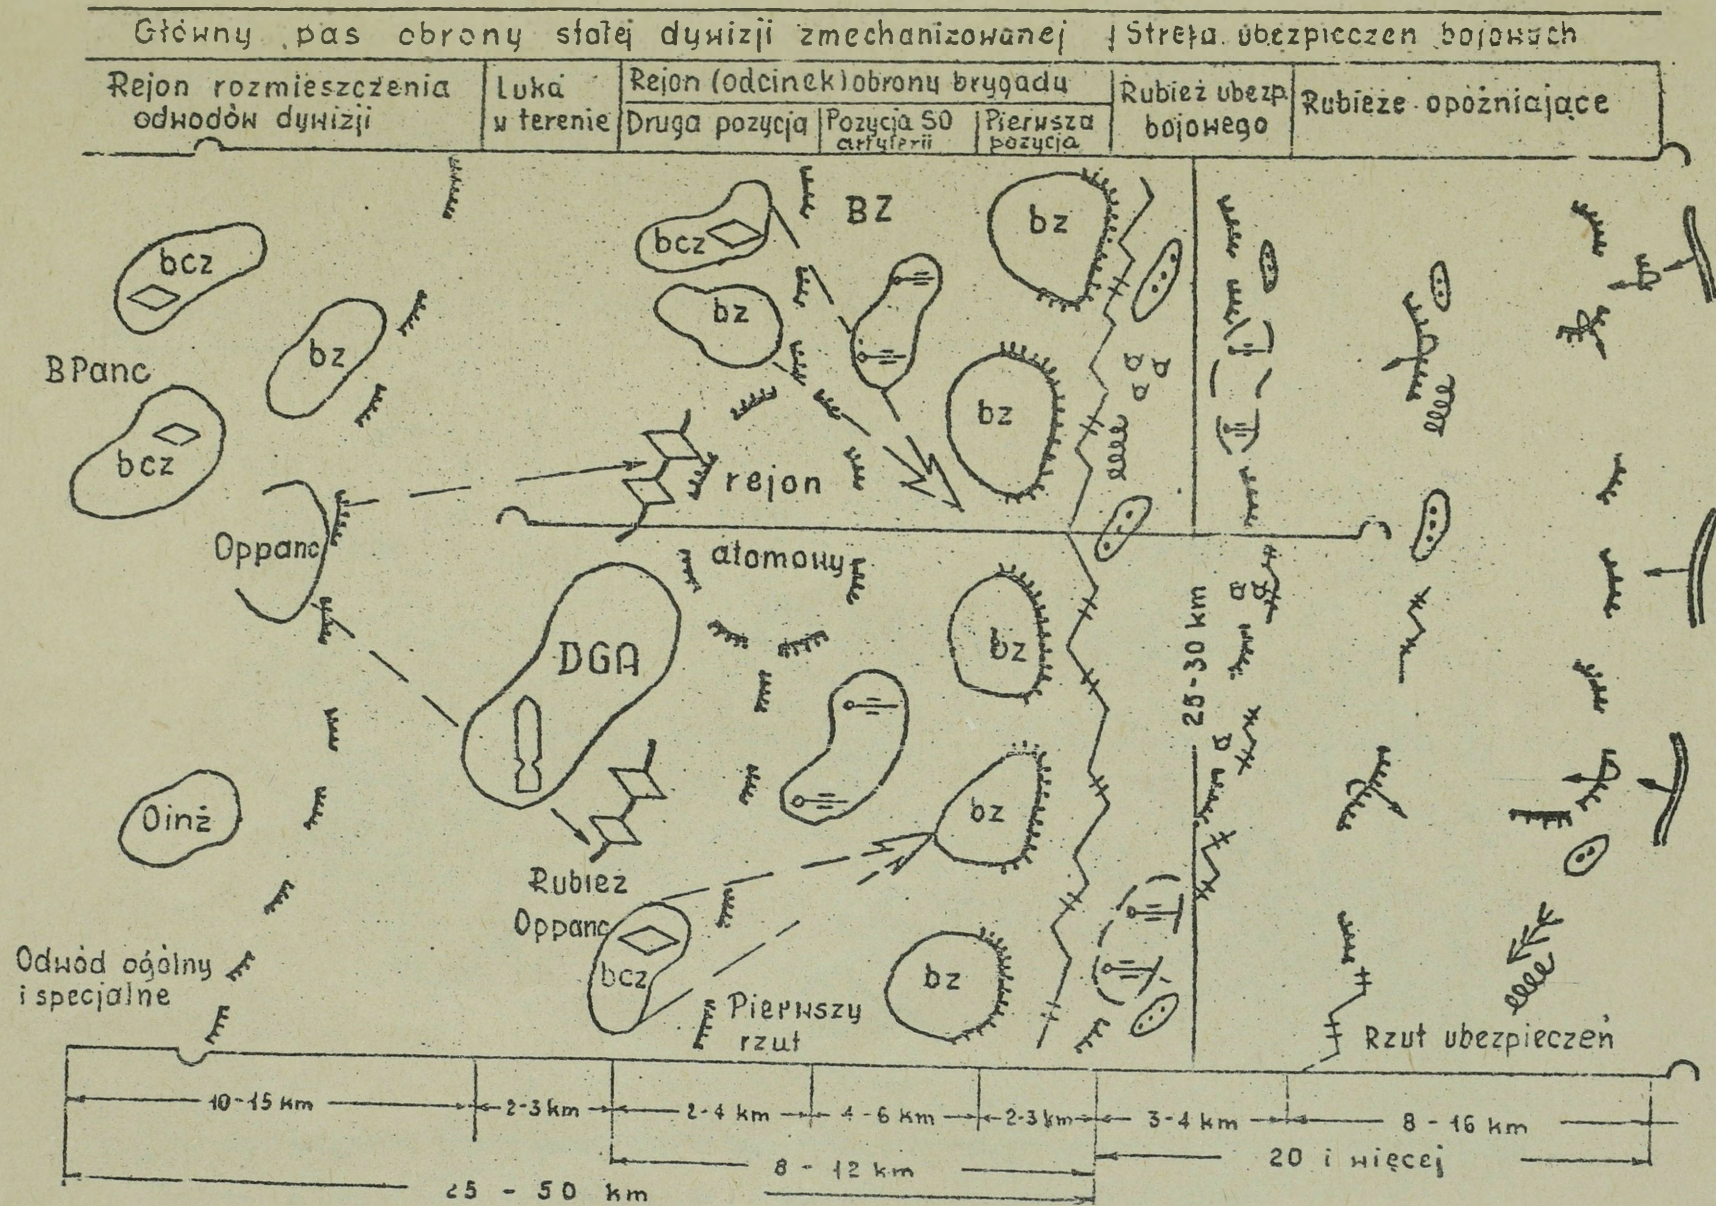 Główny pas obrony stałej dywizji zmechanizowanej
Strefa ubezpieczeń bojowych
Rejon rozmieszczenia
odwodów dywizji
Luka
w terenie
Rejon (odcinek) obrony brygady
Druga pozycja
Pozycja SO
artylerii
Pierwsza
pozycja
Rubież ubezp.
bojowego
Rubieże opóźniające
bcz
bz
BPanc
bcz
Oppanc
Oinż
Odwód ogólny
i specjalne
bcz
bz
BZ
bz
bz
rejon
atomowy
DGA
bz
bz
bz
Rubież
Oppanc
bcz
Pierwszy
rzut
25-30 km
Rzut ubezpieczeń
10-15 km
2-3 km
2-4 km
4-6 km
2-3 km
3-4 km
8 - 16 km
8 - 12 km
20 i więcej
25 - 50 km